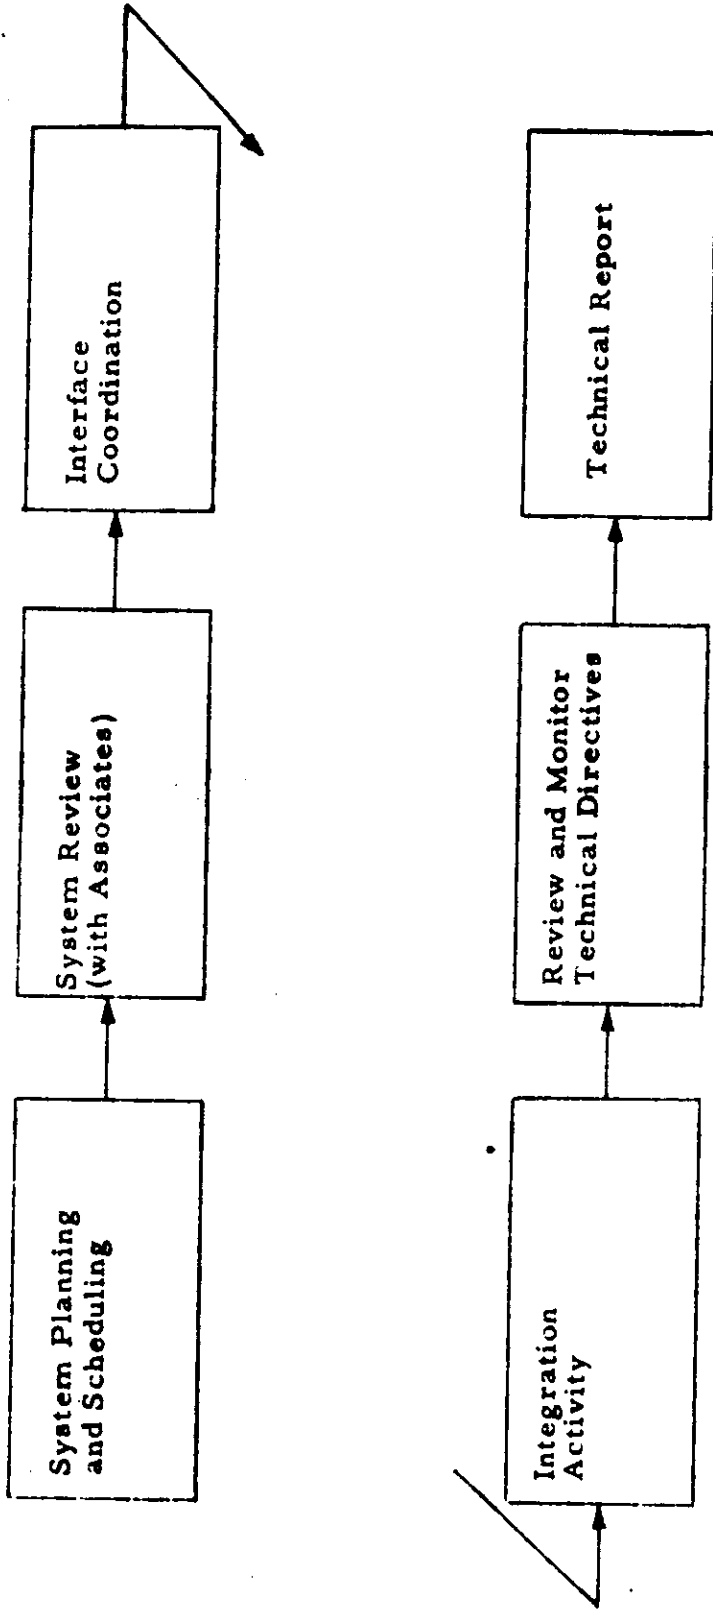 System Planning
and Scheduling
System Review
(with Associates)
Interface
Coordination
Integration
Activity
Review and Monitor
Technical Directives
Technical Report